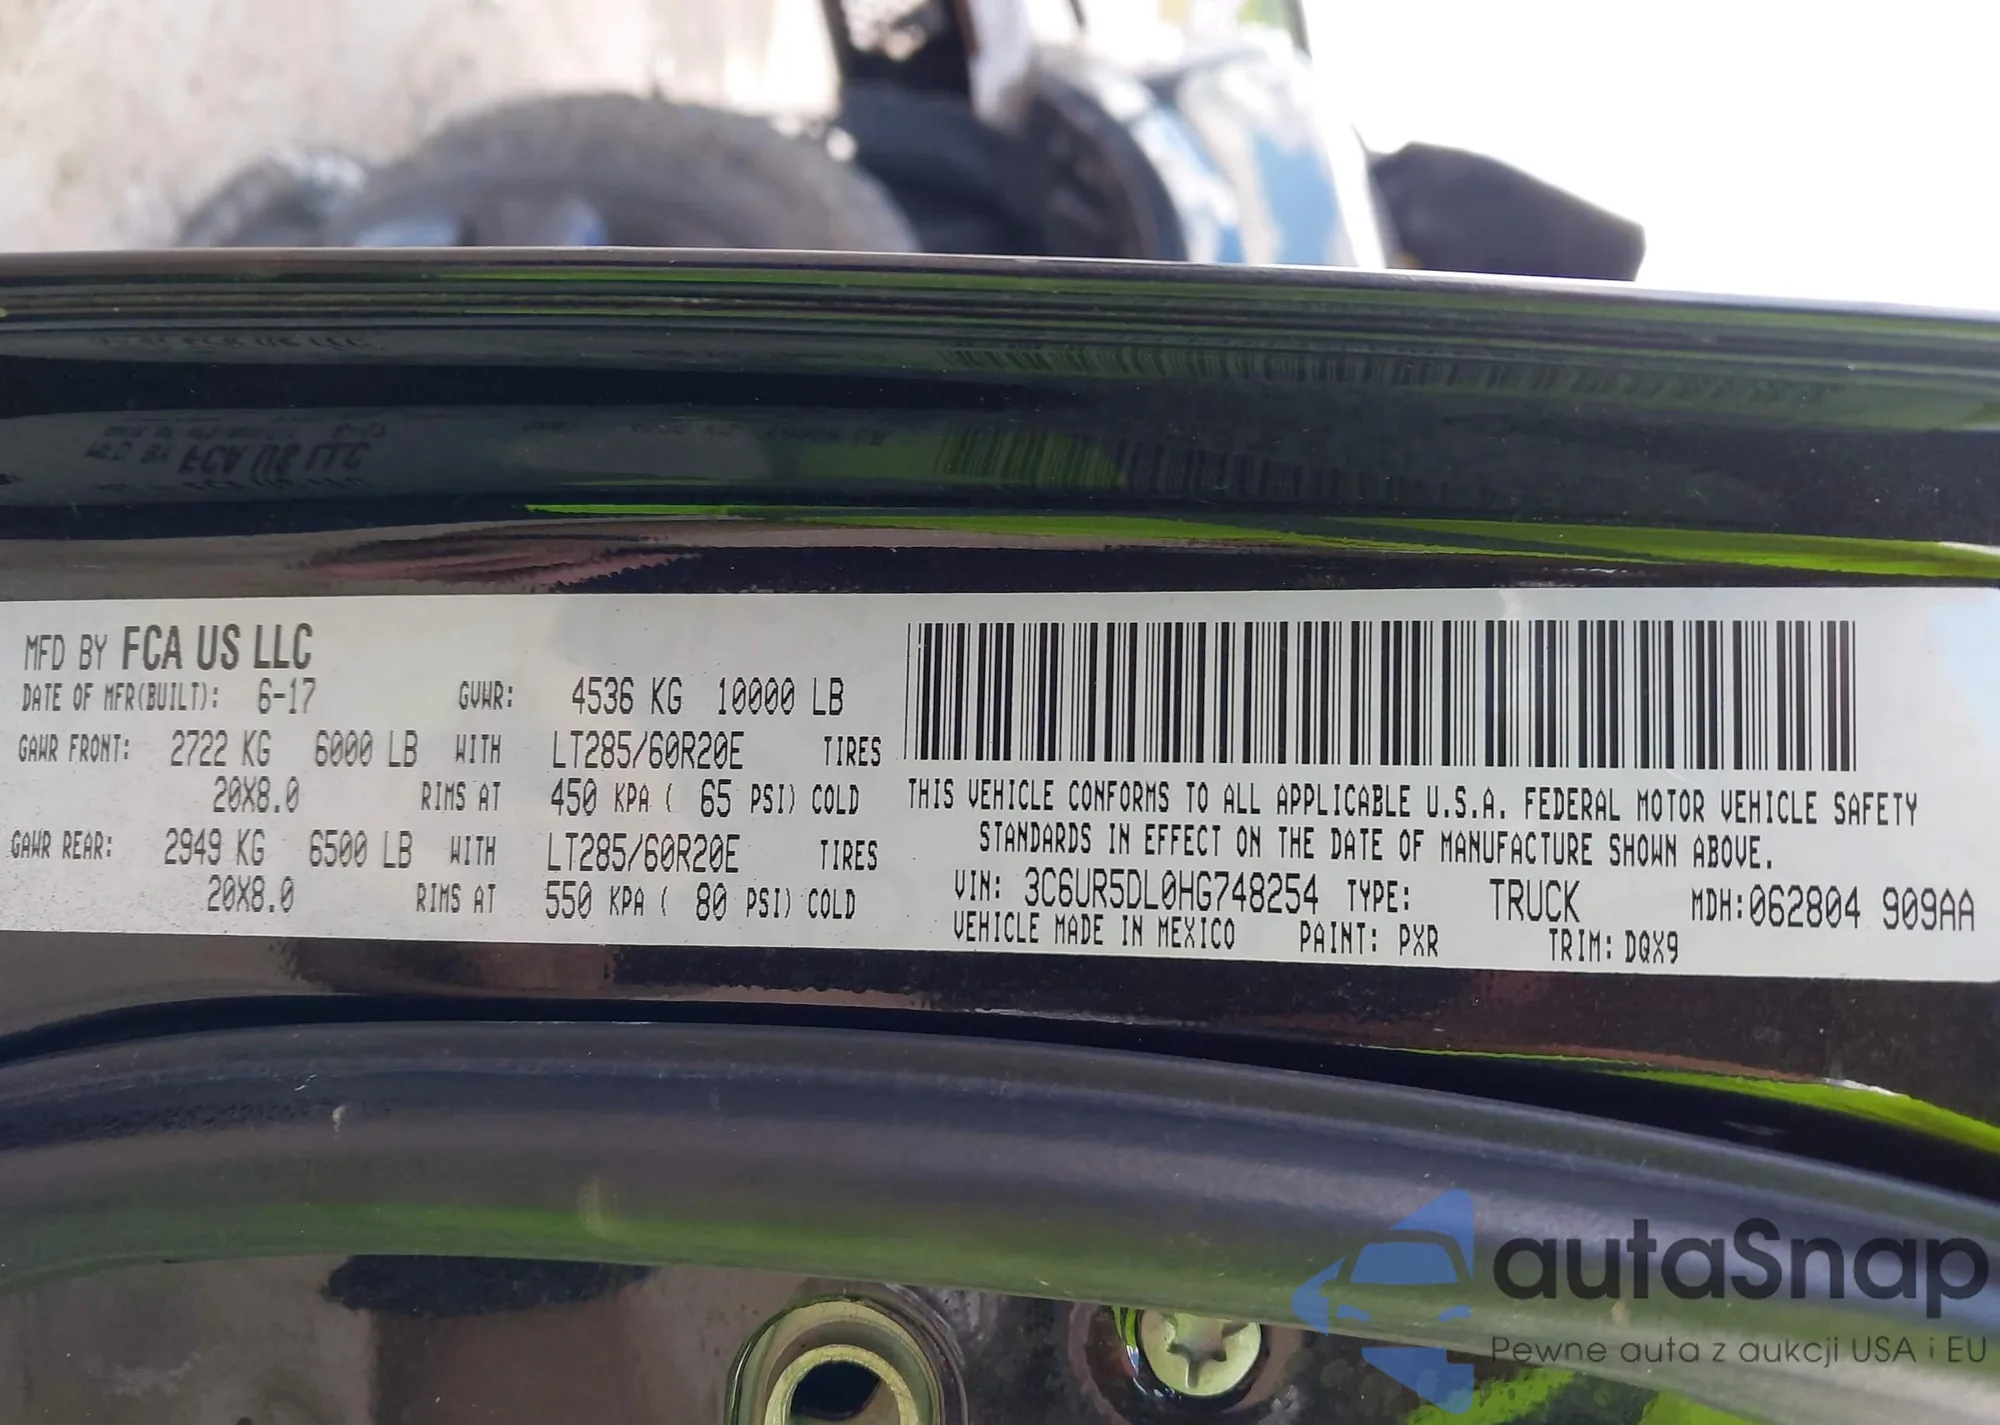 MFD BY FCA US LLC
DATE OF MFR(BUILT): 6-17 GVWR: 4536 KG 10000 LB
GAWR FRONT: 2722 KG 6000 LB WITH LT285/60R20E TIRES
20X8.0 RIMS AT 450 KPA ( 65 PSI) COLD
GAWR REAR: 2949 KG 6500 LB WITH LT285/60R20E TIRES
20X8.0 RIMS AT 550 KPA ( 80 PSI) COLD
THIS VEHICLE CONFORMS TO ALL APPLICABLE U.S.A. FEDERAL MOTOR VEHICLE SAFETY
STANDARDS IN EFFECT ON THE DATE OF MANUFACTURE SHOWN ABOVE.
VIN: 3C6UR5DL0HG748254 TYPE: TRUCK MDH:062804 909AA
VEHICLE MADE IN MEXICO PAINT: PXR TRIM: DQX9
autaSnap
Pewne auta z aukcji USA i EU